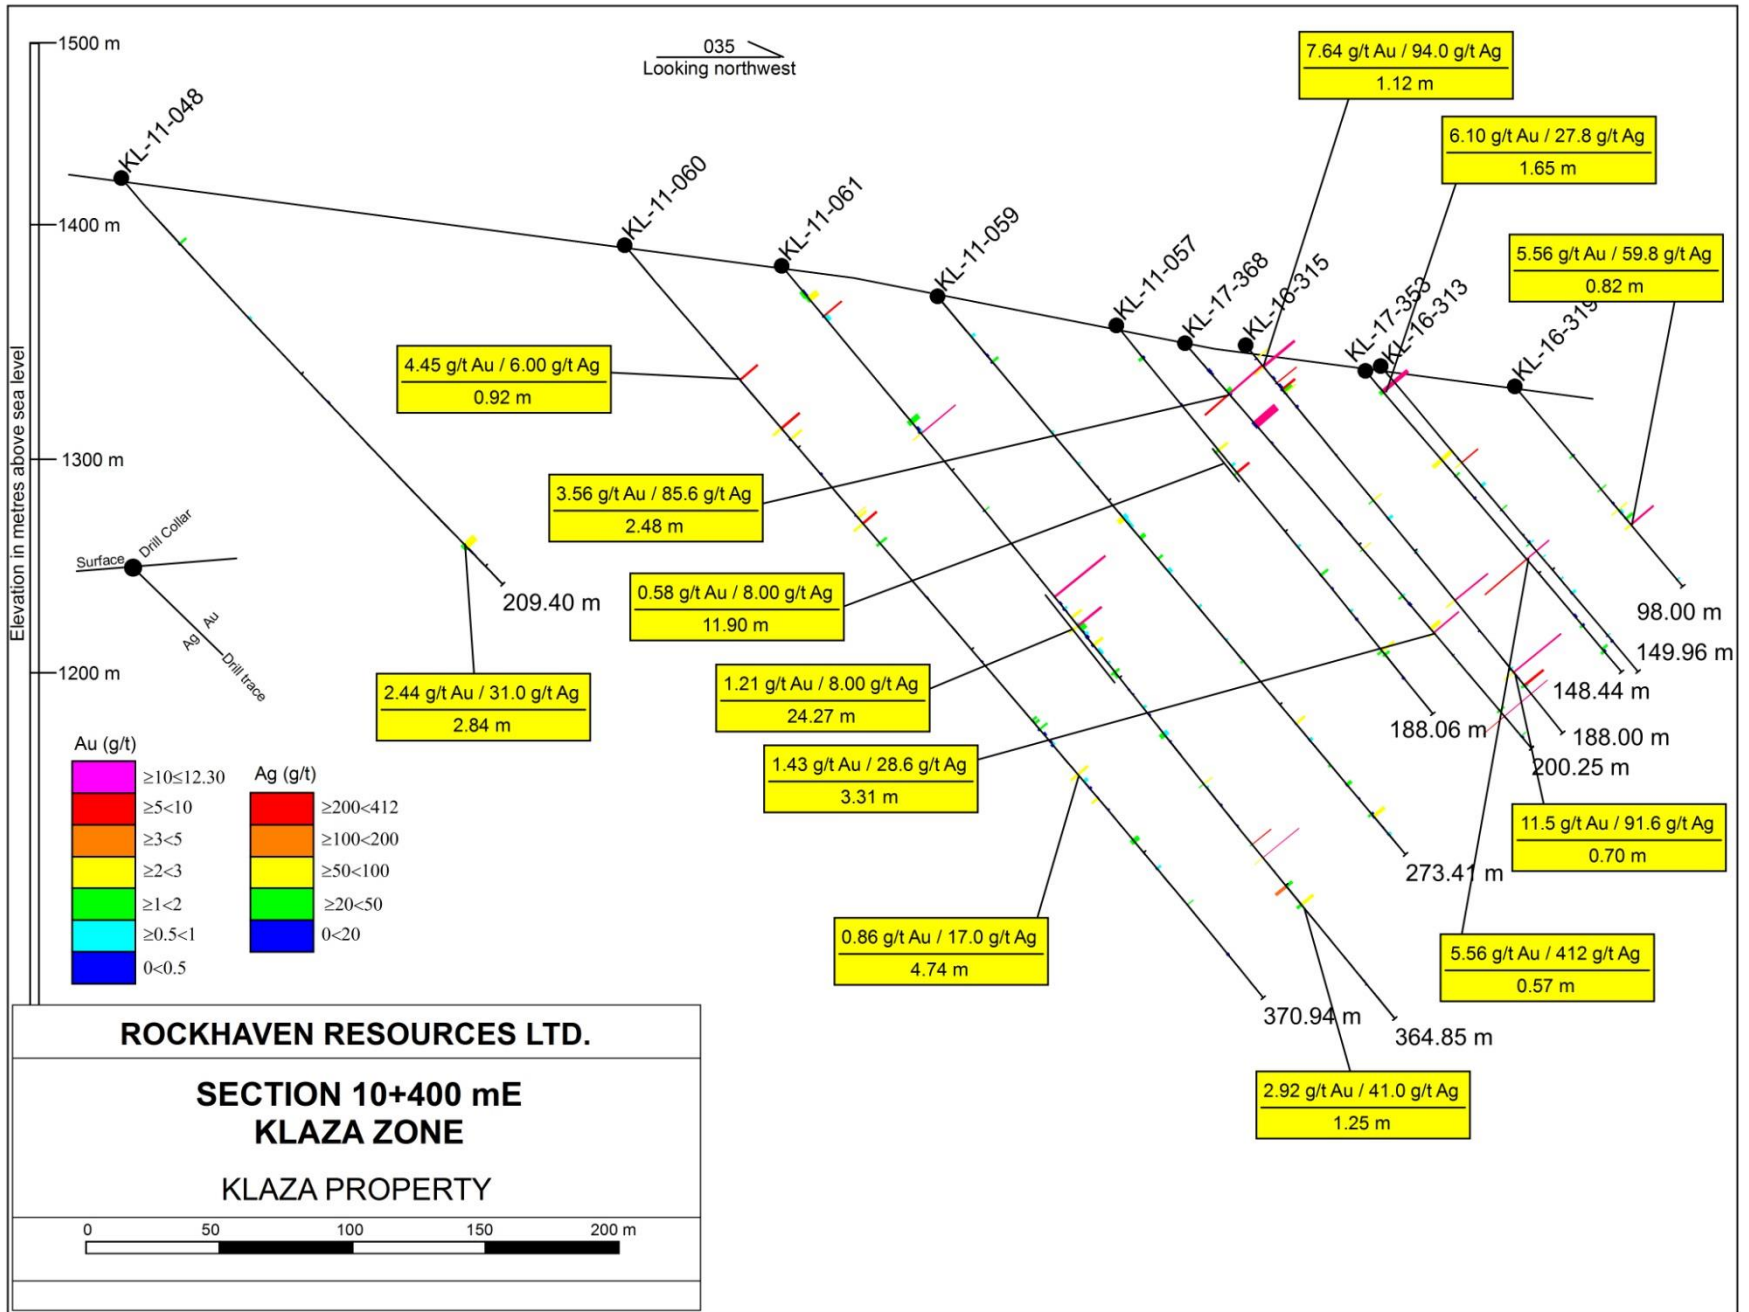 1500 m
1400 m
1300 m
1200 m
Elevation in metres above sea level
035
Looking northwest
KL-11-048
KL-11-060
KL-11-061
KL-11-059
KL-11-057
KL-17-368
KL-16-315
KL-17-353
KL-16-313
KL-16-319
7.64 g/t Au / 94.0 g/t Ag
1.12 m
6.10 g/t Au / 27.8 g/t Ag
1.65 m
5.56 g/t Au / 59.8 g/t Ag
0.82 m
4.45 g/t Au / 6.00 g/t Ag
0.92 m
3.56 g/t Au / 85.6 g/t Ag
2.48 m
0.58 g/t Au / 8.00 g/t Ag
11.90 m
1.21 g/t Au / 8.00 g/t Ag
24.27 m
1.43 g/t Au / 28.6 g/t Ag
3.31 m
2.44 g/t Au / 31.0 g/t Ag
2.84 m
0.86 g/t Au / 17.0 g/t Ag
4.74 m
11.5 g/t Au / 91.6 g/t Ag
0.70 m
5.56 g/t Au / 412 g/t Ag
0.57 m
2.92 g/t Au / 41.0 g/t Ag
1.25 m
209.40 m
98.00 m
149.96 m
148.44 m
188.06 m
188.00 m
200.25 m
273.41 m
370.94 m
364.85 m
Surface
Drill Collar
Ag
Au
Drill trace
Au (g/t)
≥10≤12.30
≥5<10
≥3<5
≥2<3
≥1<2
≥0.5<1
0<0.5
Ag (g/t)
≥200<412
≥100<200
≥50<100
≥20<50
0<20
ROCKHAVEN RESOURCES LTD.
SECTION 10+400 mE
KLAZA ZONE
KLAZA PROPERTY
0 50 100 150 200 m